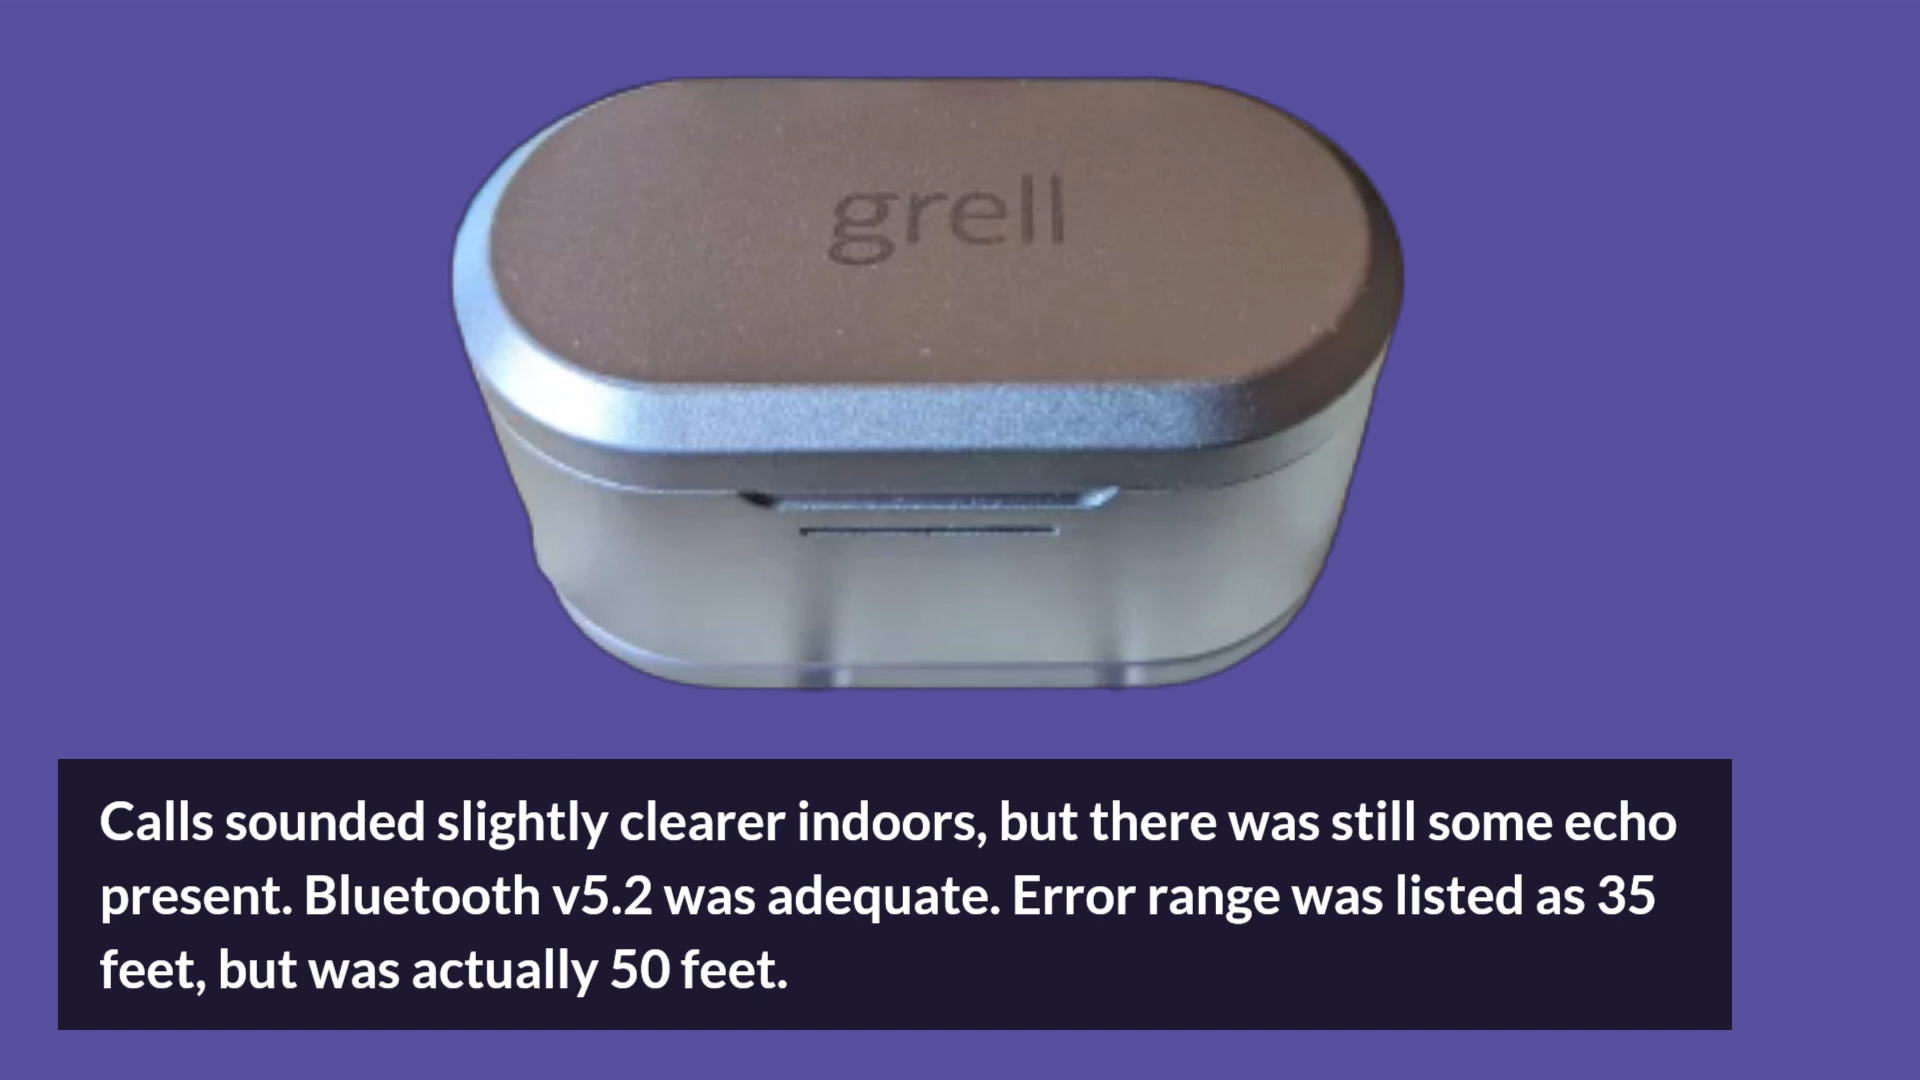 grell
Calls sounded slightly clearer indoors, but there was still some echo
present. Bluetooth v5.2 was adequate. Error range was listed as 35
feet, but was actually 50 feet.